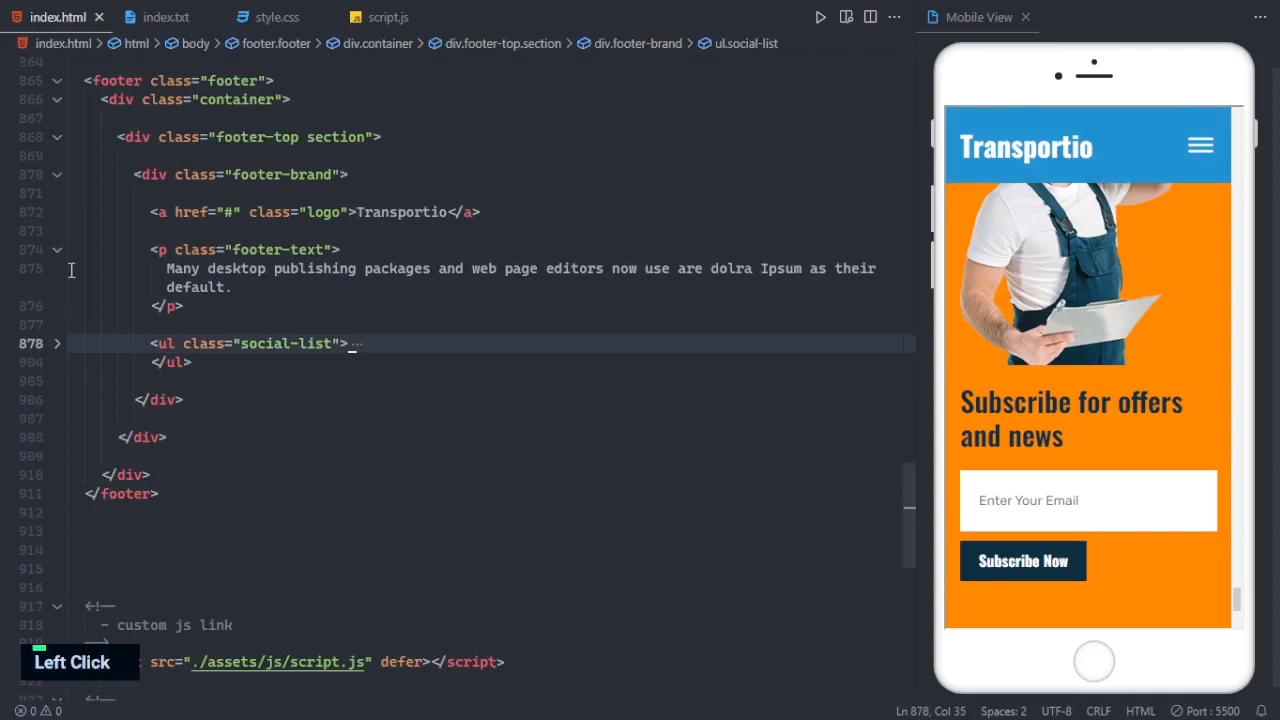 index.html
index.txt
style.css
JS script.js
Mobile View
index.html > html > body > footer.footer > div.container > div.footer-top.section > div.footer-brand > ul.social-list
864
865 <footer class="footer">
866 <div class="container">
867
868 <div class="footer-top section">
869
870 <div class="footer-brand">
871
872 <a href="#" class="logo">Transportio</a>
873
874 <p class="footer-text">
875 Many desktop publishing packages and web page editors now use are dolra Ipsum as their
default.
876 </p>
877
878 <ul class="social-list">…
904 </ul>
905
906 </div>
907
908 </div>
909
910 </div>
911 </footer>
912
913
914
915
916
917 <!--
918 - custom js link
src="./assets/js/script.js" defer></script>
<!--
Left Click
Transportio
Subscribe for offers
and news
Enter Your Email
Subscribe Now
0 0
Ln 878, Col 35
Spaces: 2
UTF-8
CRLF
HTML
Port : 5500